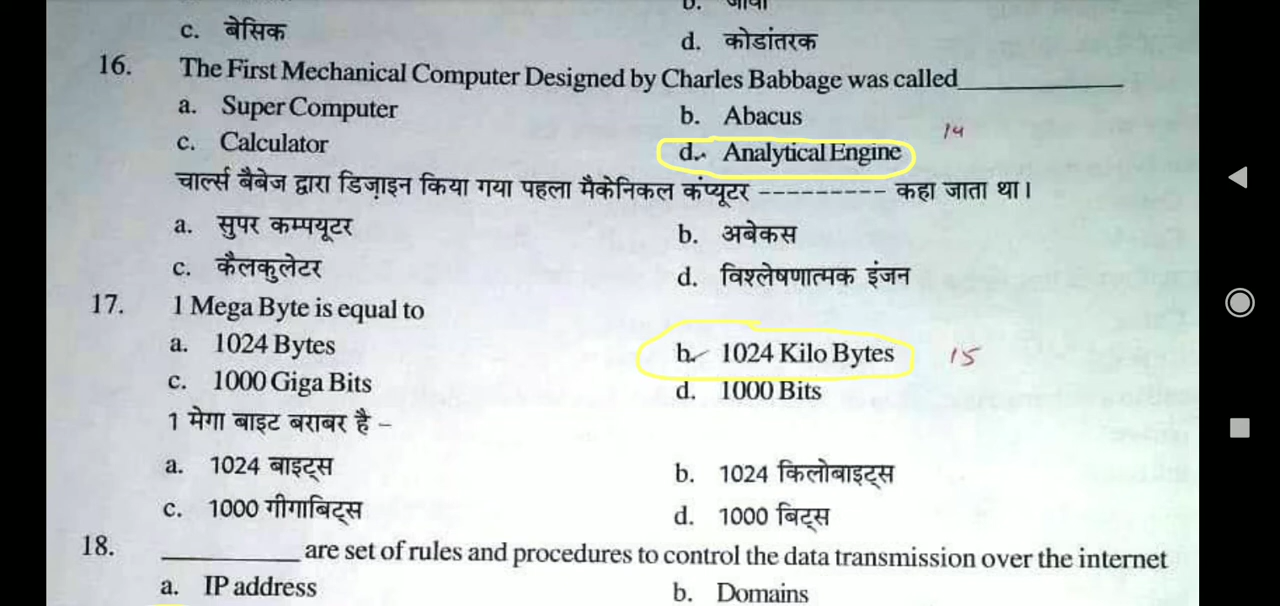 b. जावा
c. बेसिक
d. कोडांतरक
16. The First Mechanical Computer Designed by Charles Babbage was called__________
a. Super Computer b. Abacus
14
c. Calculator d. Analytical Engine
चार्ल्स बैबेज द्वारा डिज़ाइन किया गया पहला मैकेनिकल कंप्यूटर --------- कहा जाता था।
a. सुपर कम्पयूटर b. अबेकस
c. कैलकुलेटर d. विश्लेषणात्मक इंजन
17. 1 Mega Byte is equal to
a. 1024 Bytes b. 1024 Kilo Bytes 15
c. 1000 Giga Bits d. 1000 Bits
1 मेगा बाइट बराबर है –
a. 1024 बाइट्स b. 1024 किलोबाइट्स
c. 1000 गीगाबिट्स d. 1000 बिट्स
18. ________ are set of rules and procedures to control the data transmission over the internet
a. IP address b. Domains